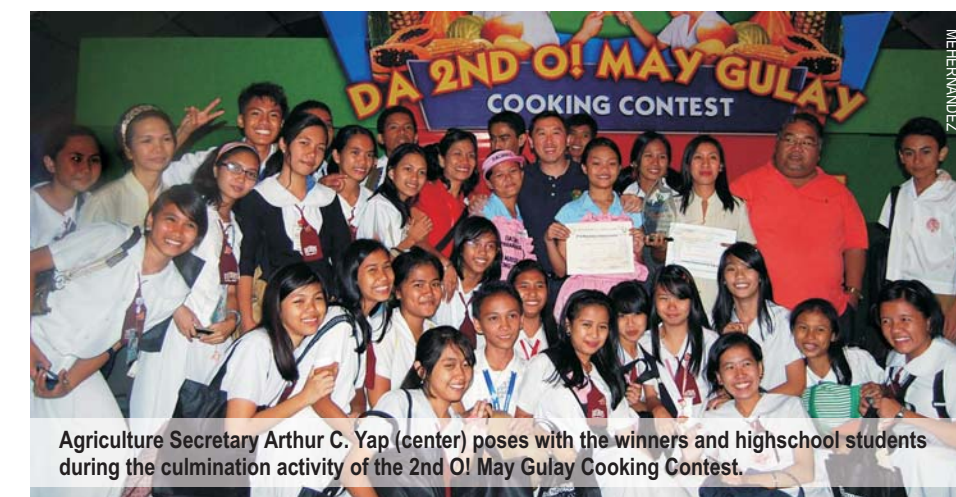 DA 2ND O! MAY GULAY
COOKING CONTEST
MEHERNANDEZ
Agriculture Secretary Arthur C. Yap (center) poses with the winners and highschool students
during the culmination activity of the 2nd O! May Gulay Cooking Contest.